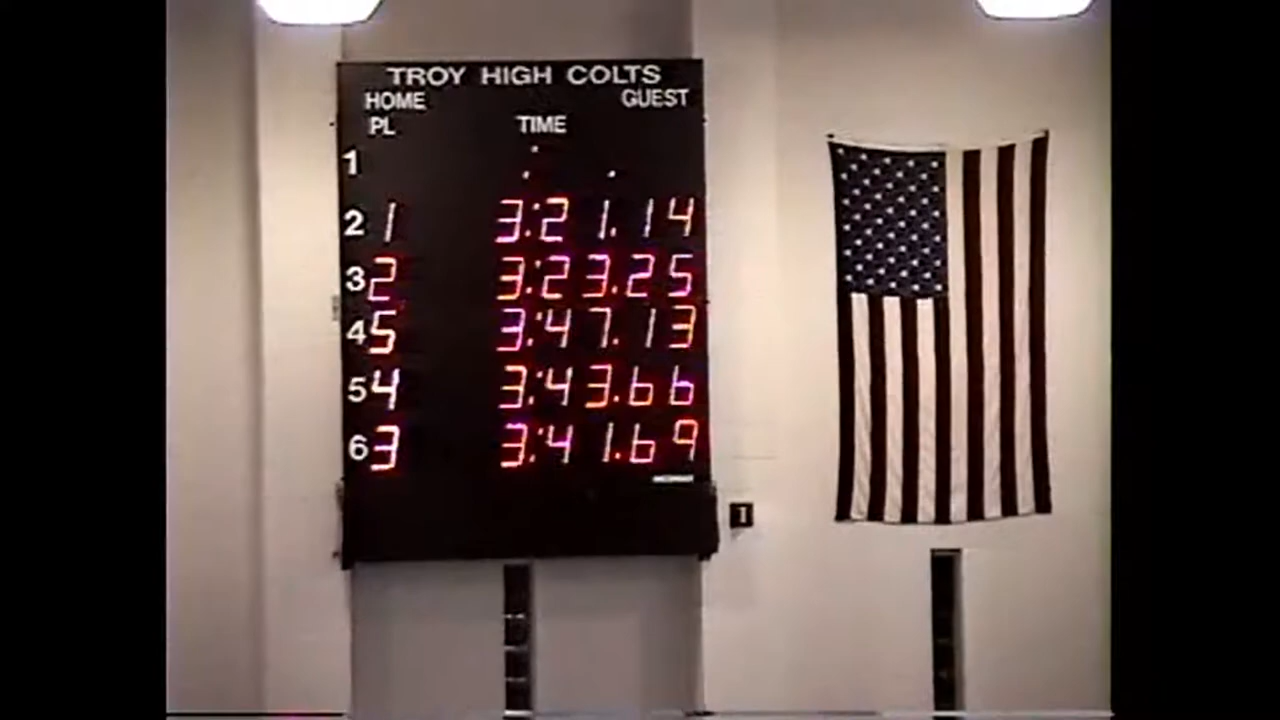 TROY HIGH COLTS
HOME GUEST
PL TIME
1
2 1 3:21.14
3 2 3:23.25
4 5 3:47.13
5 4 3:43.66
6 3 3:41.69
1